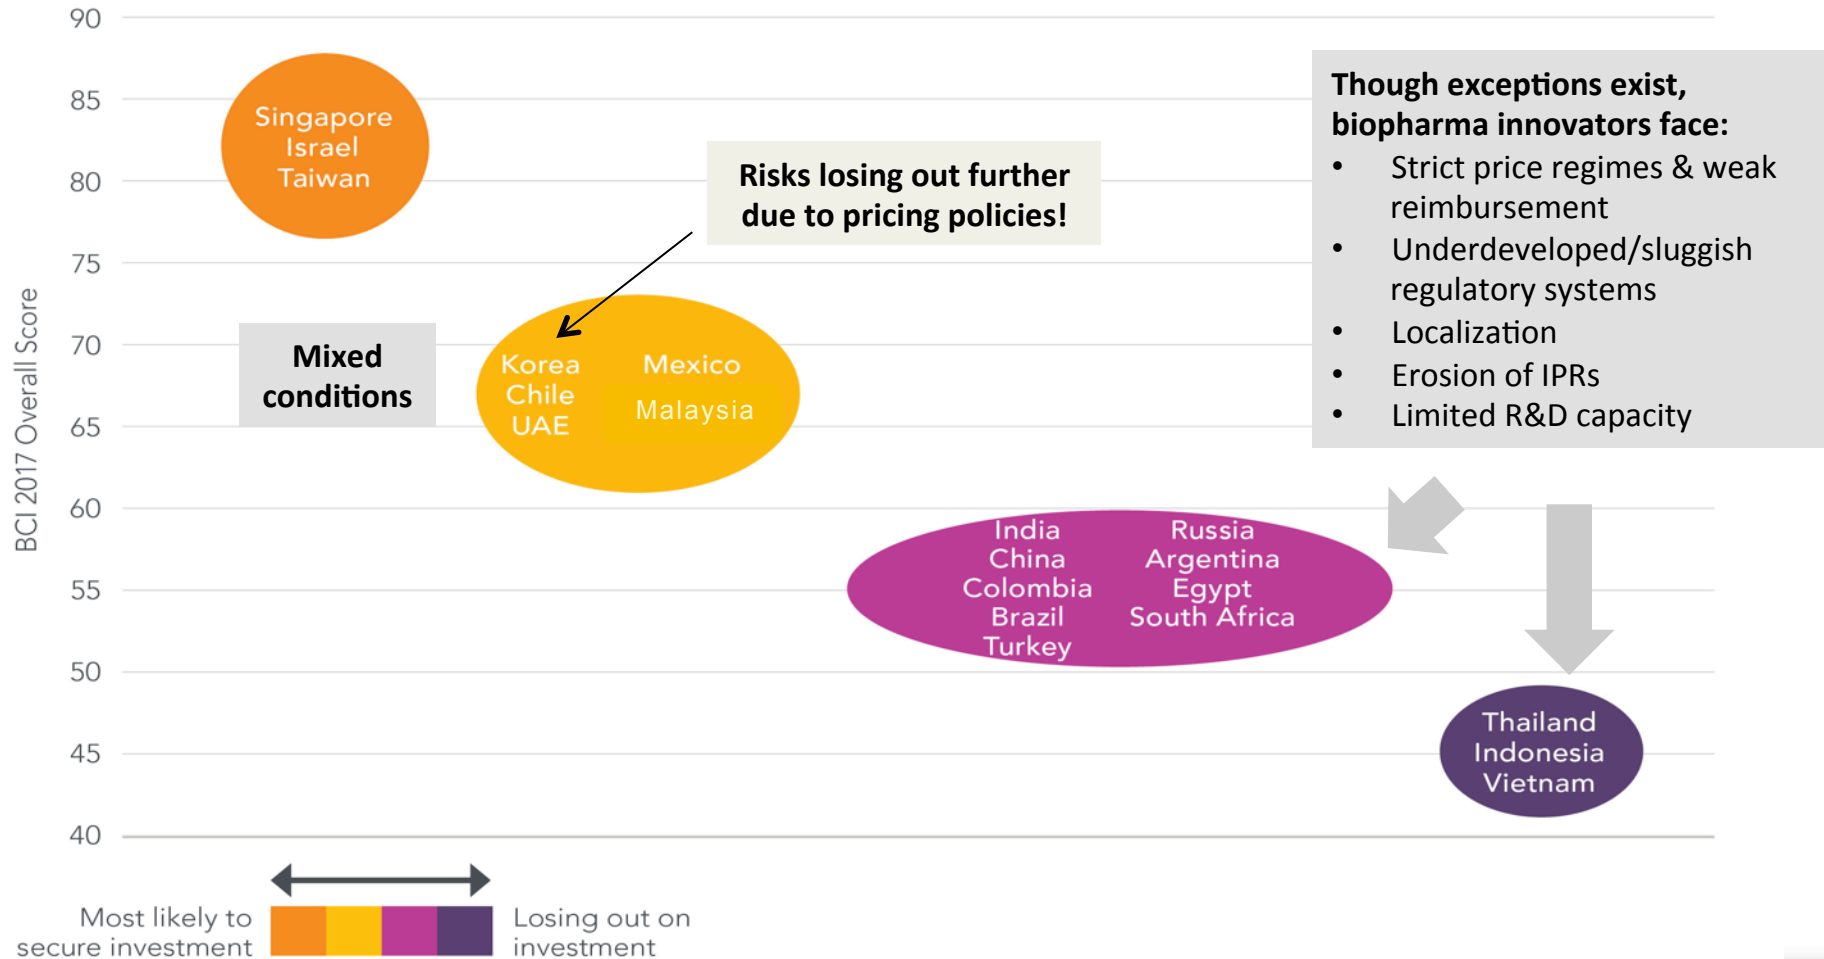 90
85
80
75
70
65
60
55
50
45
40
BCI 2017 Overall Score
Singapore
Israel
Taiwan
Risks losing out further
due to pricing policies!
Mixed
conditions
Korea
Chile
UAE
Mexico
Malaysia
Though exceptions exist,
biopharma innovators face:
• Strict price regimes & weak
reimbursement
• Underdeveloped/sluggish
regulatory systems
• Localization
• Erosion of IPRs
• Limited R&D capacity
India
China
Colombia
Brazil
Turkey
Russia
Argentina
Egypt
South Africa
Thailand
Indonesia
Vietnam
Most likely to
secure investment
Losing out on
investment